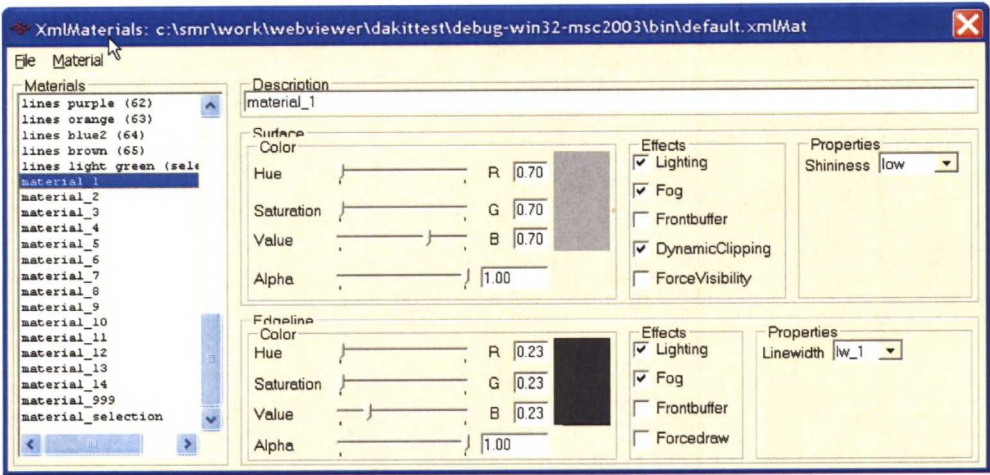 XmlMaterials: c:\smr\work\webviewer\dakittest\debug-win32-msc2003\bin\default.xmlMat
File Material
Materials
lines purple (62)
lines orange (63)
lines blue2 (64)
lines brown (65)
lines light green (sele
material_1
material_2
material_3
material_4
material_5
material_6
material_7
material_8
material_9
material_10
material_11
material_12
material_13
material_14
material_999
material_selection
Description
material_1
Surface
Color
Hue R 0.70
Saturation G 0.70
Value B 0.70
Alpha 1.00
Effects
Lighting
Fog
Frontbuffer
DynamicClipping
ForceVisibility
Properties
Shininess low
Edgeline
Color
Hue R 0.23
Saturation G 0.23
Value B 0.23
Alpha 1.00
Effects
Lighting
Fog
Frontbuffer
Forcedraw
Properties
Linewidth lw_1